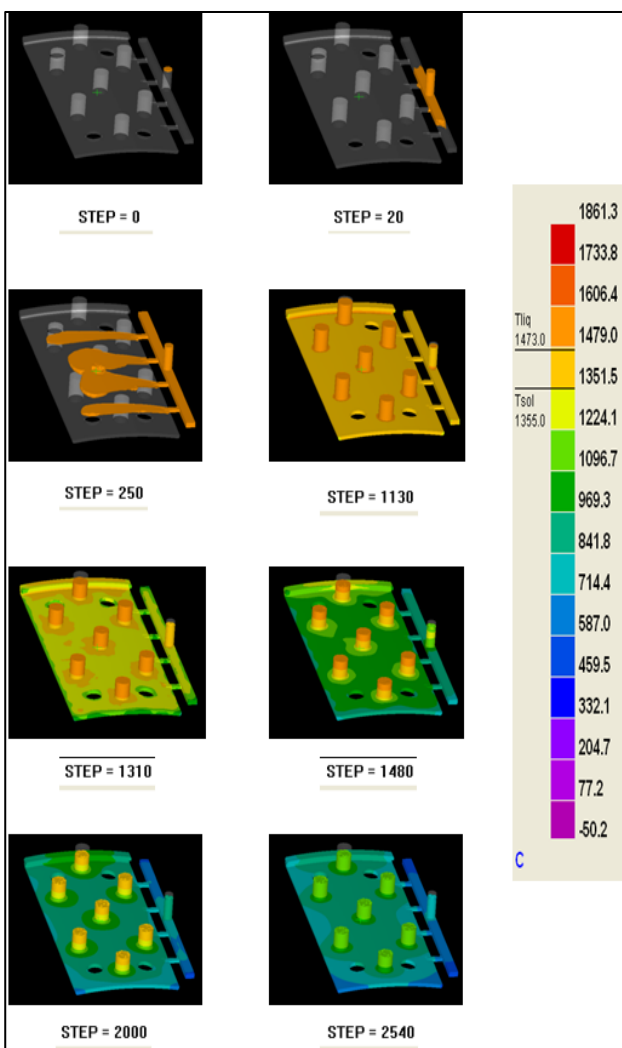 STEP = 0
STEP = 20
STEP = 250
STEP = 1130
STEP = 1310
STEP = 1480
STEP = 2000
STEP = 2540
1861.3
1733.8
1606.4
Tliq
1473.0
1479.0
1351.5
Tsol
1355.0
1224.1
1096.7
969.3
841.8
714.4
587.0
459.5
332.1
204.7
77.2
-50.2
C